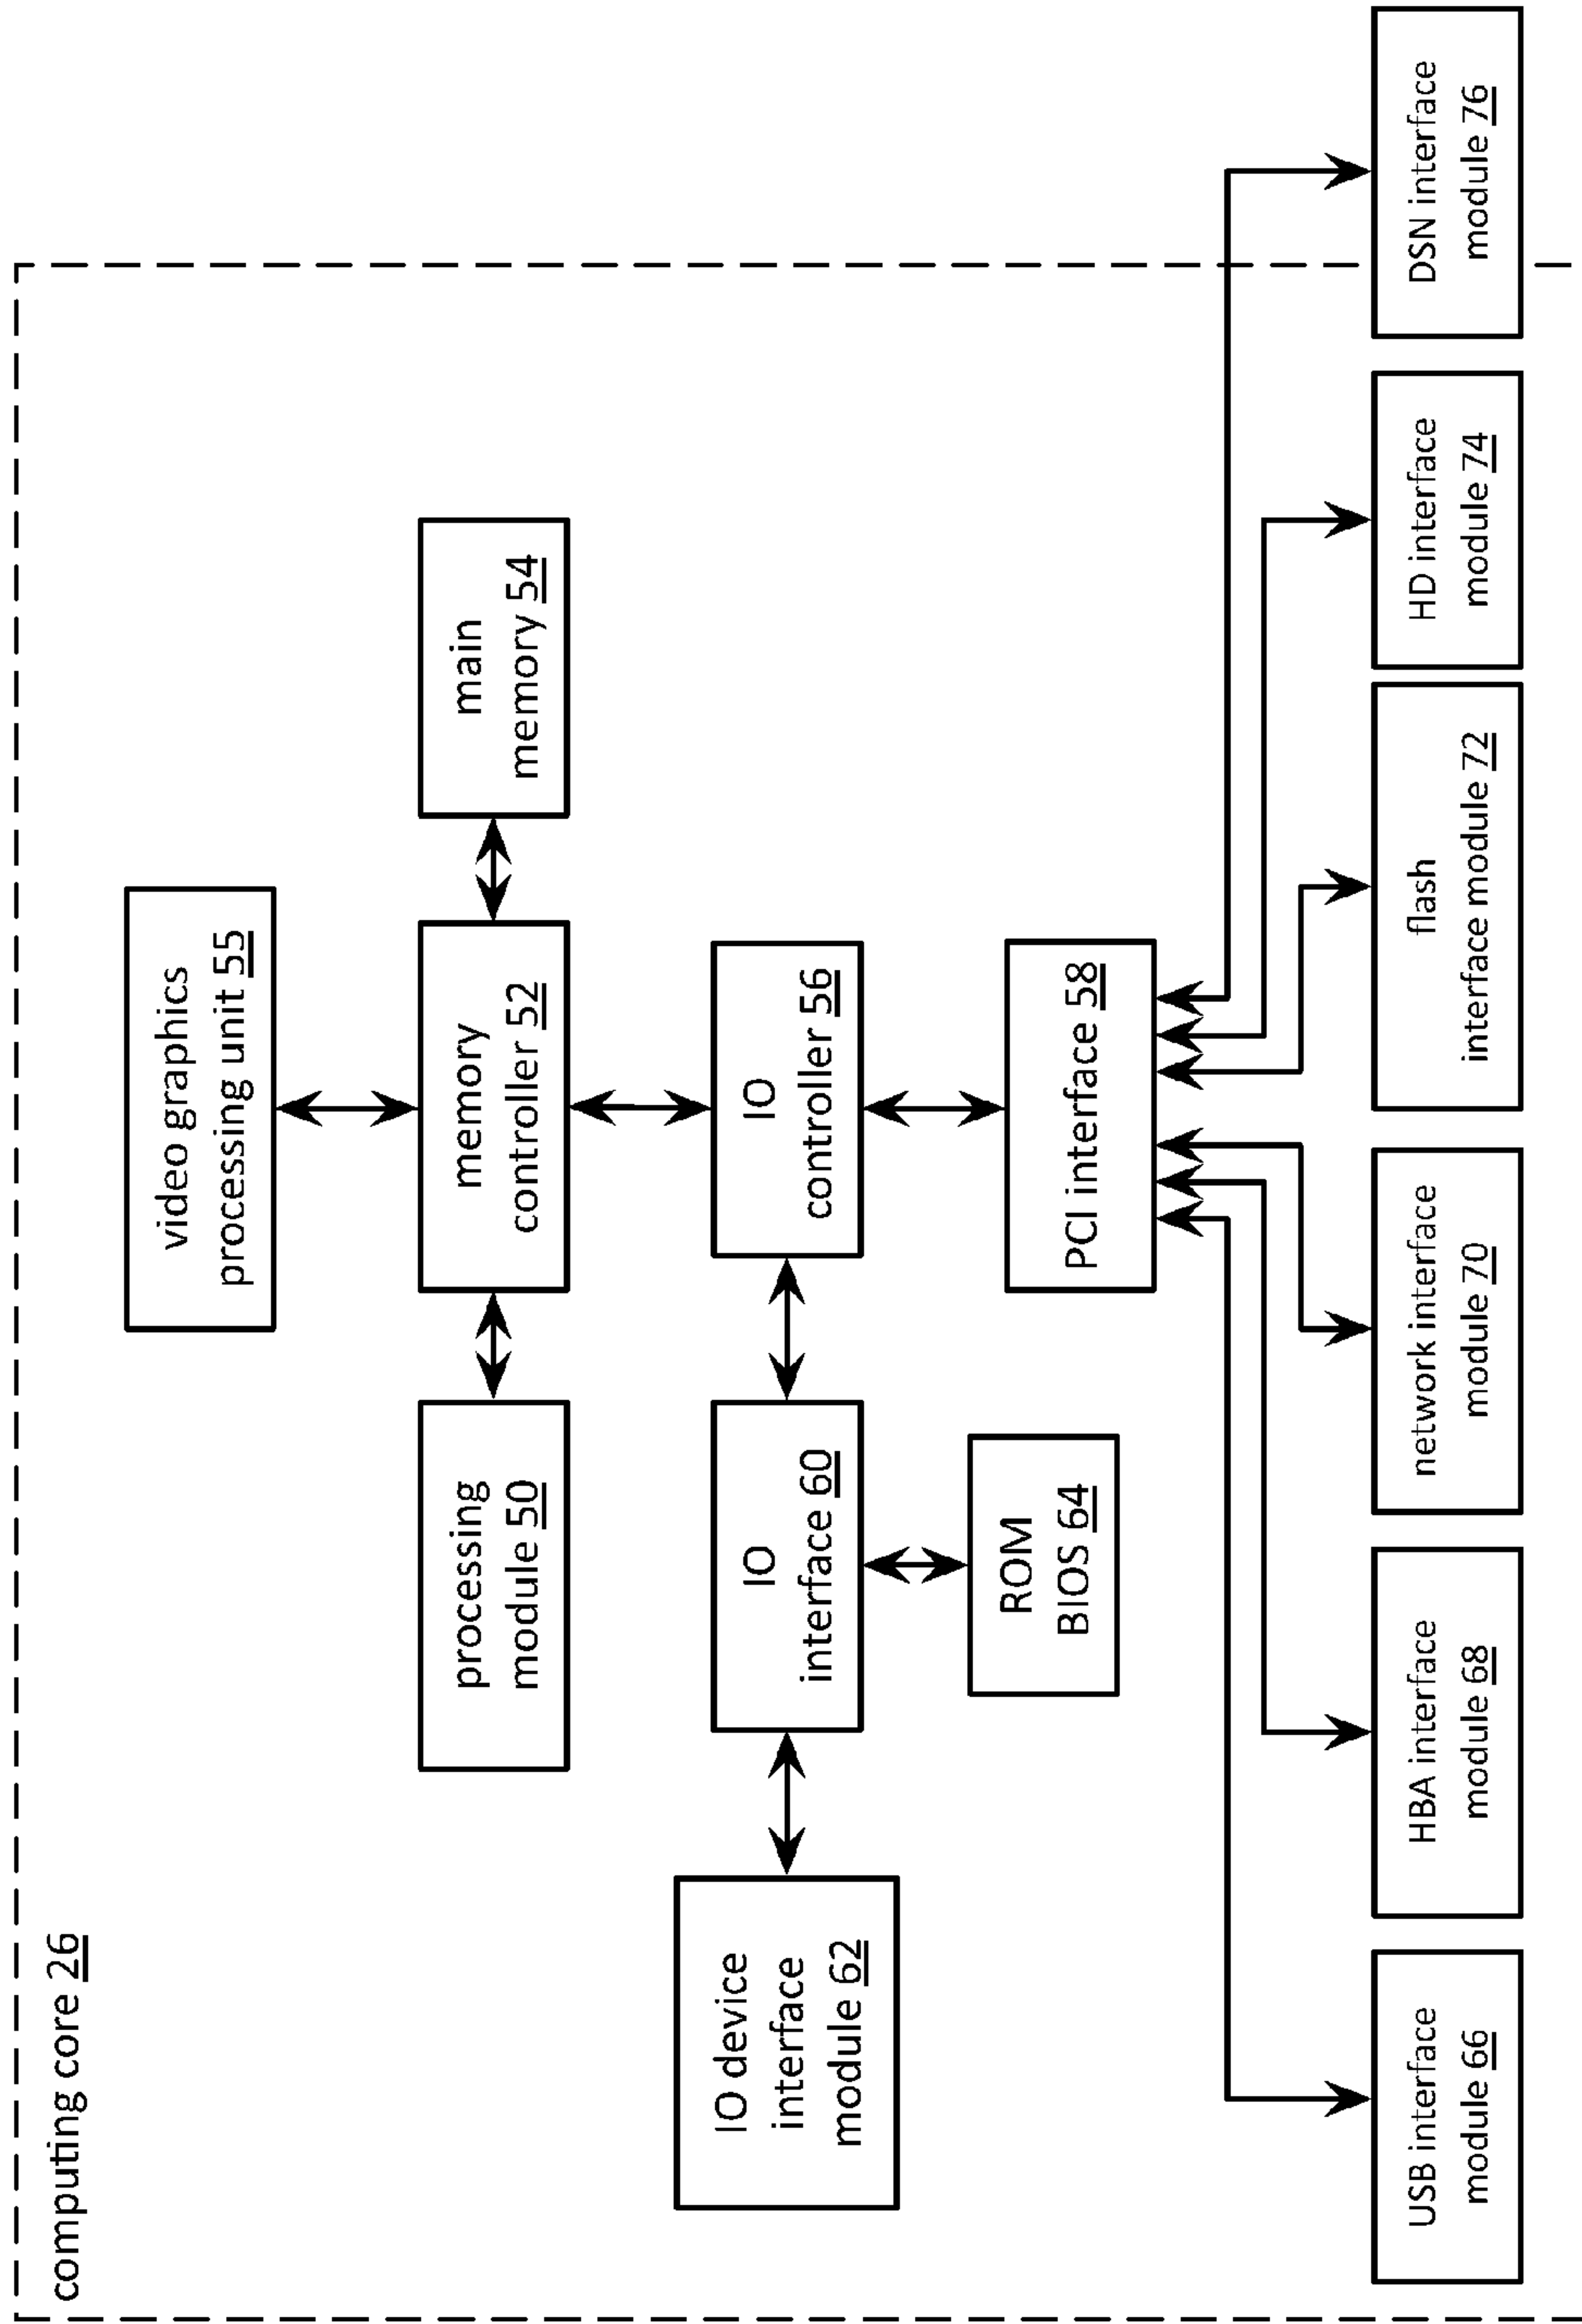 computing core 26
video graphics
processing unit 55
processing
module 50
memory
controller 52
main
memory 54
IO device
interface
module 62
IO
interface 60
IO
controller 56
ROM
BIOS 64
PCI interface 58
USB interface
module 66
HBA interface
module 68
network interface
module 70
flash
interface module 72
HD interface
module 74
DSN interface
module 76